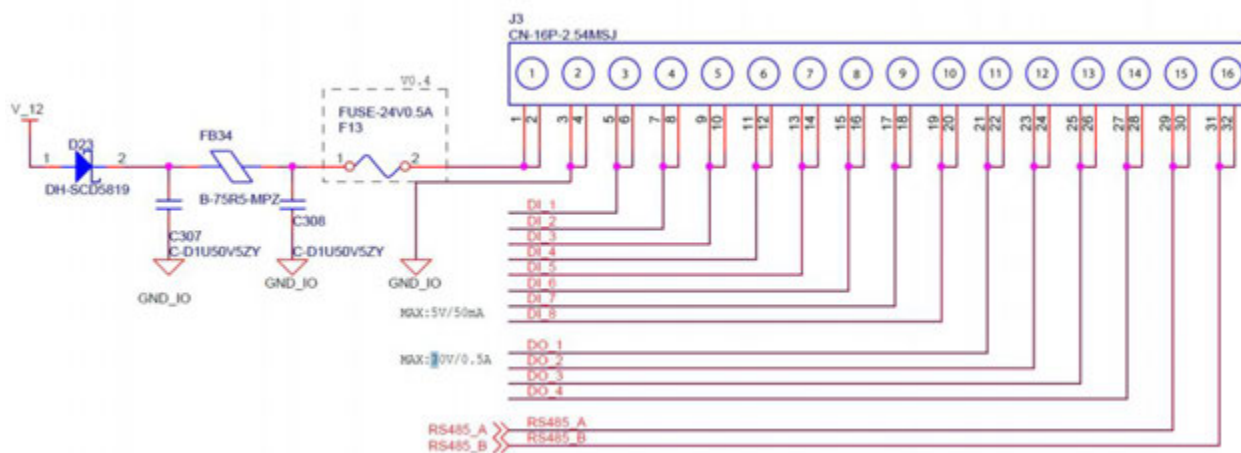 J3
CN-16P-2.54MSJ
1 2 3 4 5 6 7 8 9 10 11 12 13 14 15 16
V0.4
V_12
FUSE-24V0.5A
F13
1 2 3 4 5 6 7 8 9 10 11 12 13 14 15 16 17 18 19 20 21 22 23 24 25 26 27 28 29 30 31 32
D23
FB34
1 2
1 2
DH-SCD5819
B-75R5-MPZ
C307
C308
C-D1U50V5ZY
C-D1U50V5ZY
GND_IO
GND_IO
GND_IO
DI_1
DI_2
DI_3
DI_4
DI_5
DI_6
DI_7
MAX:5V/50mA
DI_8
DO_1
MAX:30V/0.5A
DO_2
DO_3
DO_4
RS485_A
RS485_A
RS485_B
RS485_B